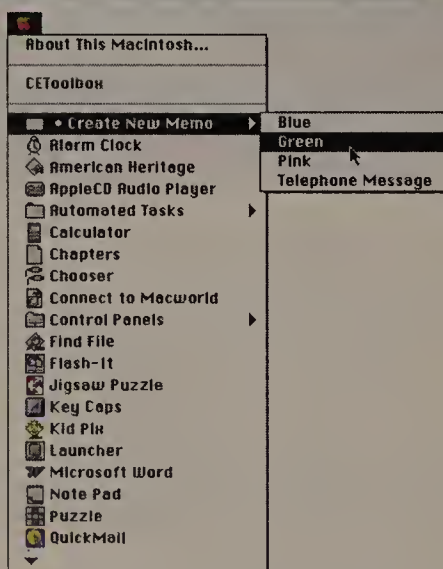 About This Macintosh...
CEToolbox
• Create New Memo
Alarm Clock
American Heritage
AppleCD Audio Player
Automated Tasks
Calculator
Chapters
Chooser
Connect to Macworld
Control Panels
Find File
Flash-It
Jigsaw Puzzle
Key Caps
Kid Pix
Launcher
Microsoft Word
Note Pad
Puzzle
QuickMail
Blue
Green
Pink
Telephone Message